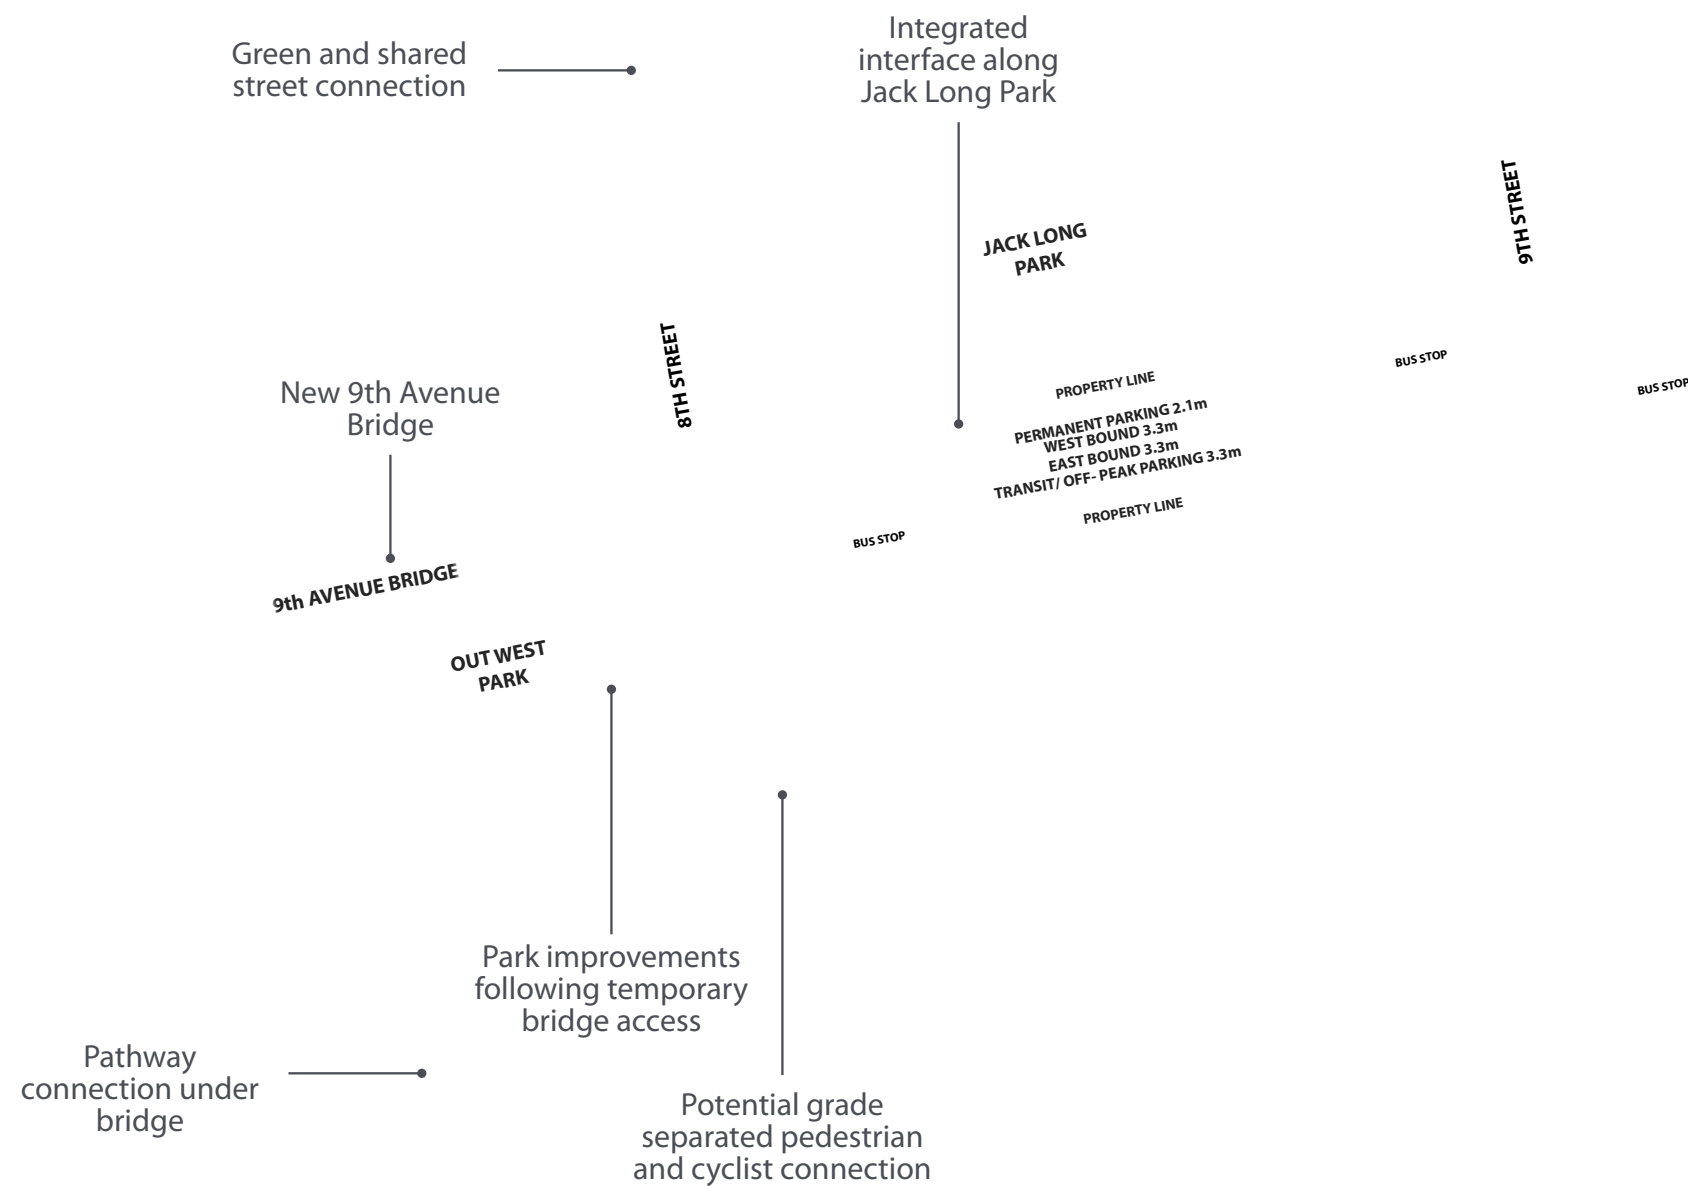 Green and shared
street connection
Integrated
interface along
Jack Long Park
JACK LONG
PARK
9TH STREET
8TH STREET
New 9th Avenue
Bridge
BUS STOP
BUS STOP
PROPERTY LINE
PERMANENT PARKING 2.1m
WEST BOUND 3.3m
EAST BOUND 3.3m
TRANSIT/ OFF- PEAK PARKING 3.3m
PROPERTY LINE
BUS STOP
9th AVENUE BRIDGE
OUT WEST
PARK
Park improvements
following temporary
bridge access
Pathway
connection under
bridge
Potential grade
separated pedestrian
and cyclist connection